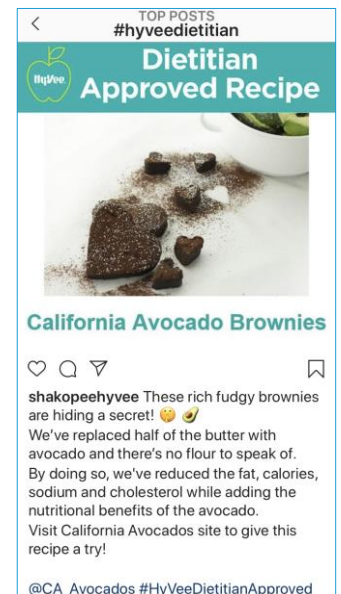 TOP POSTS
#hyveedietitian
HyVee
Dietitian
Approved Recipe
California Avocado Brownies
shakopeehyvee These rich fudgy brownies
are hiding a secret! 🤫 🥑
We've replaced half of the butter with
avocado and there's no flour to speak of.
By doing so, we've reduced the fat, calories,
sodium and cholesterol while adding the
nutritional benefits of the avocado.
Visit California Avocados site to give this
recipe a try!
@CA_Avocados #HyVeeDietitianApproved